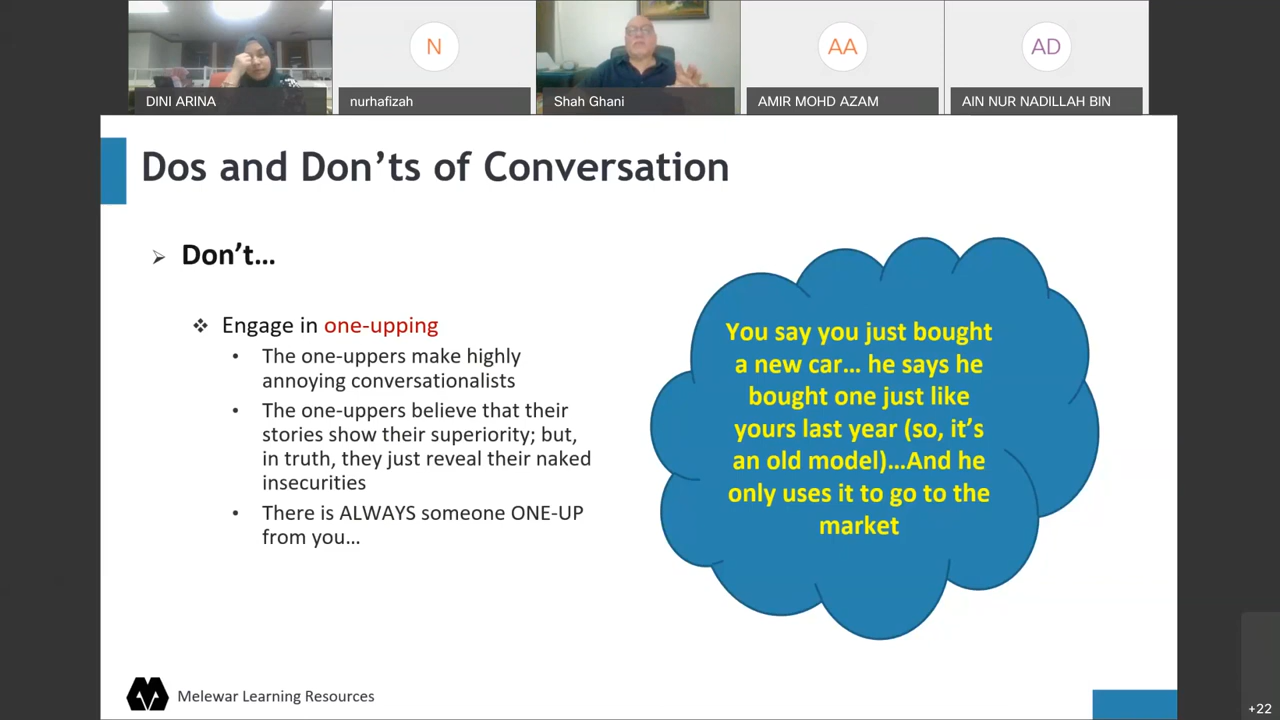 DINI ARINA
N
nurhafizah
Shah Ghani
AA
AMIR MOHD AZAM
AD
AIN NUR NADILLAH BIN
Dos and Don’ts of Conversation
Don’t…
Engage in one-upping
The one-uppers make highly
annoying conversationalists
The one-uppers believe that their
stories show their superiority; but,
in truth, they just reveal their naked
insecurities
There is ALWAYS someone ONE-UP
from you…
You say you just bought
a new car… he says he
bought one just like
yours last year (so, it’s
an old model)…And he
only uses it to go to the
market
Melewar Learning Resources
+22